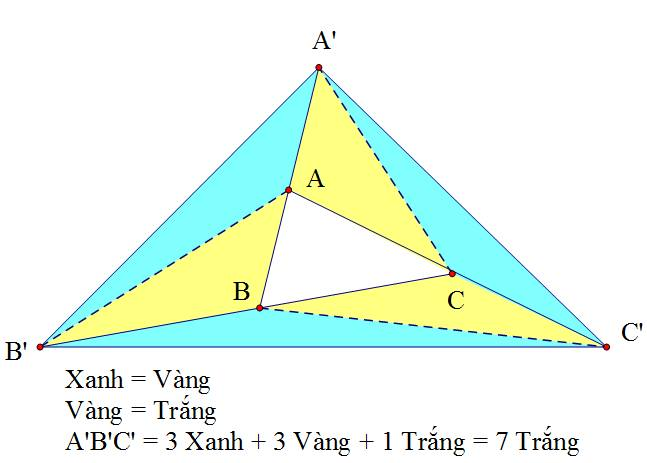 A'
A
B
C
B'
C'
Xanh = Vàng
Vàng = Trắng
A'B'C' = 3 Xanh + 3 Vàng + 1 Trắng = 7 Trắng